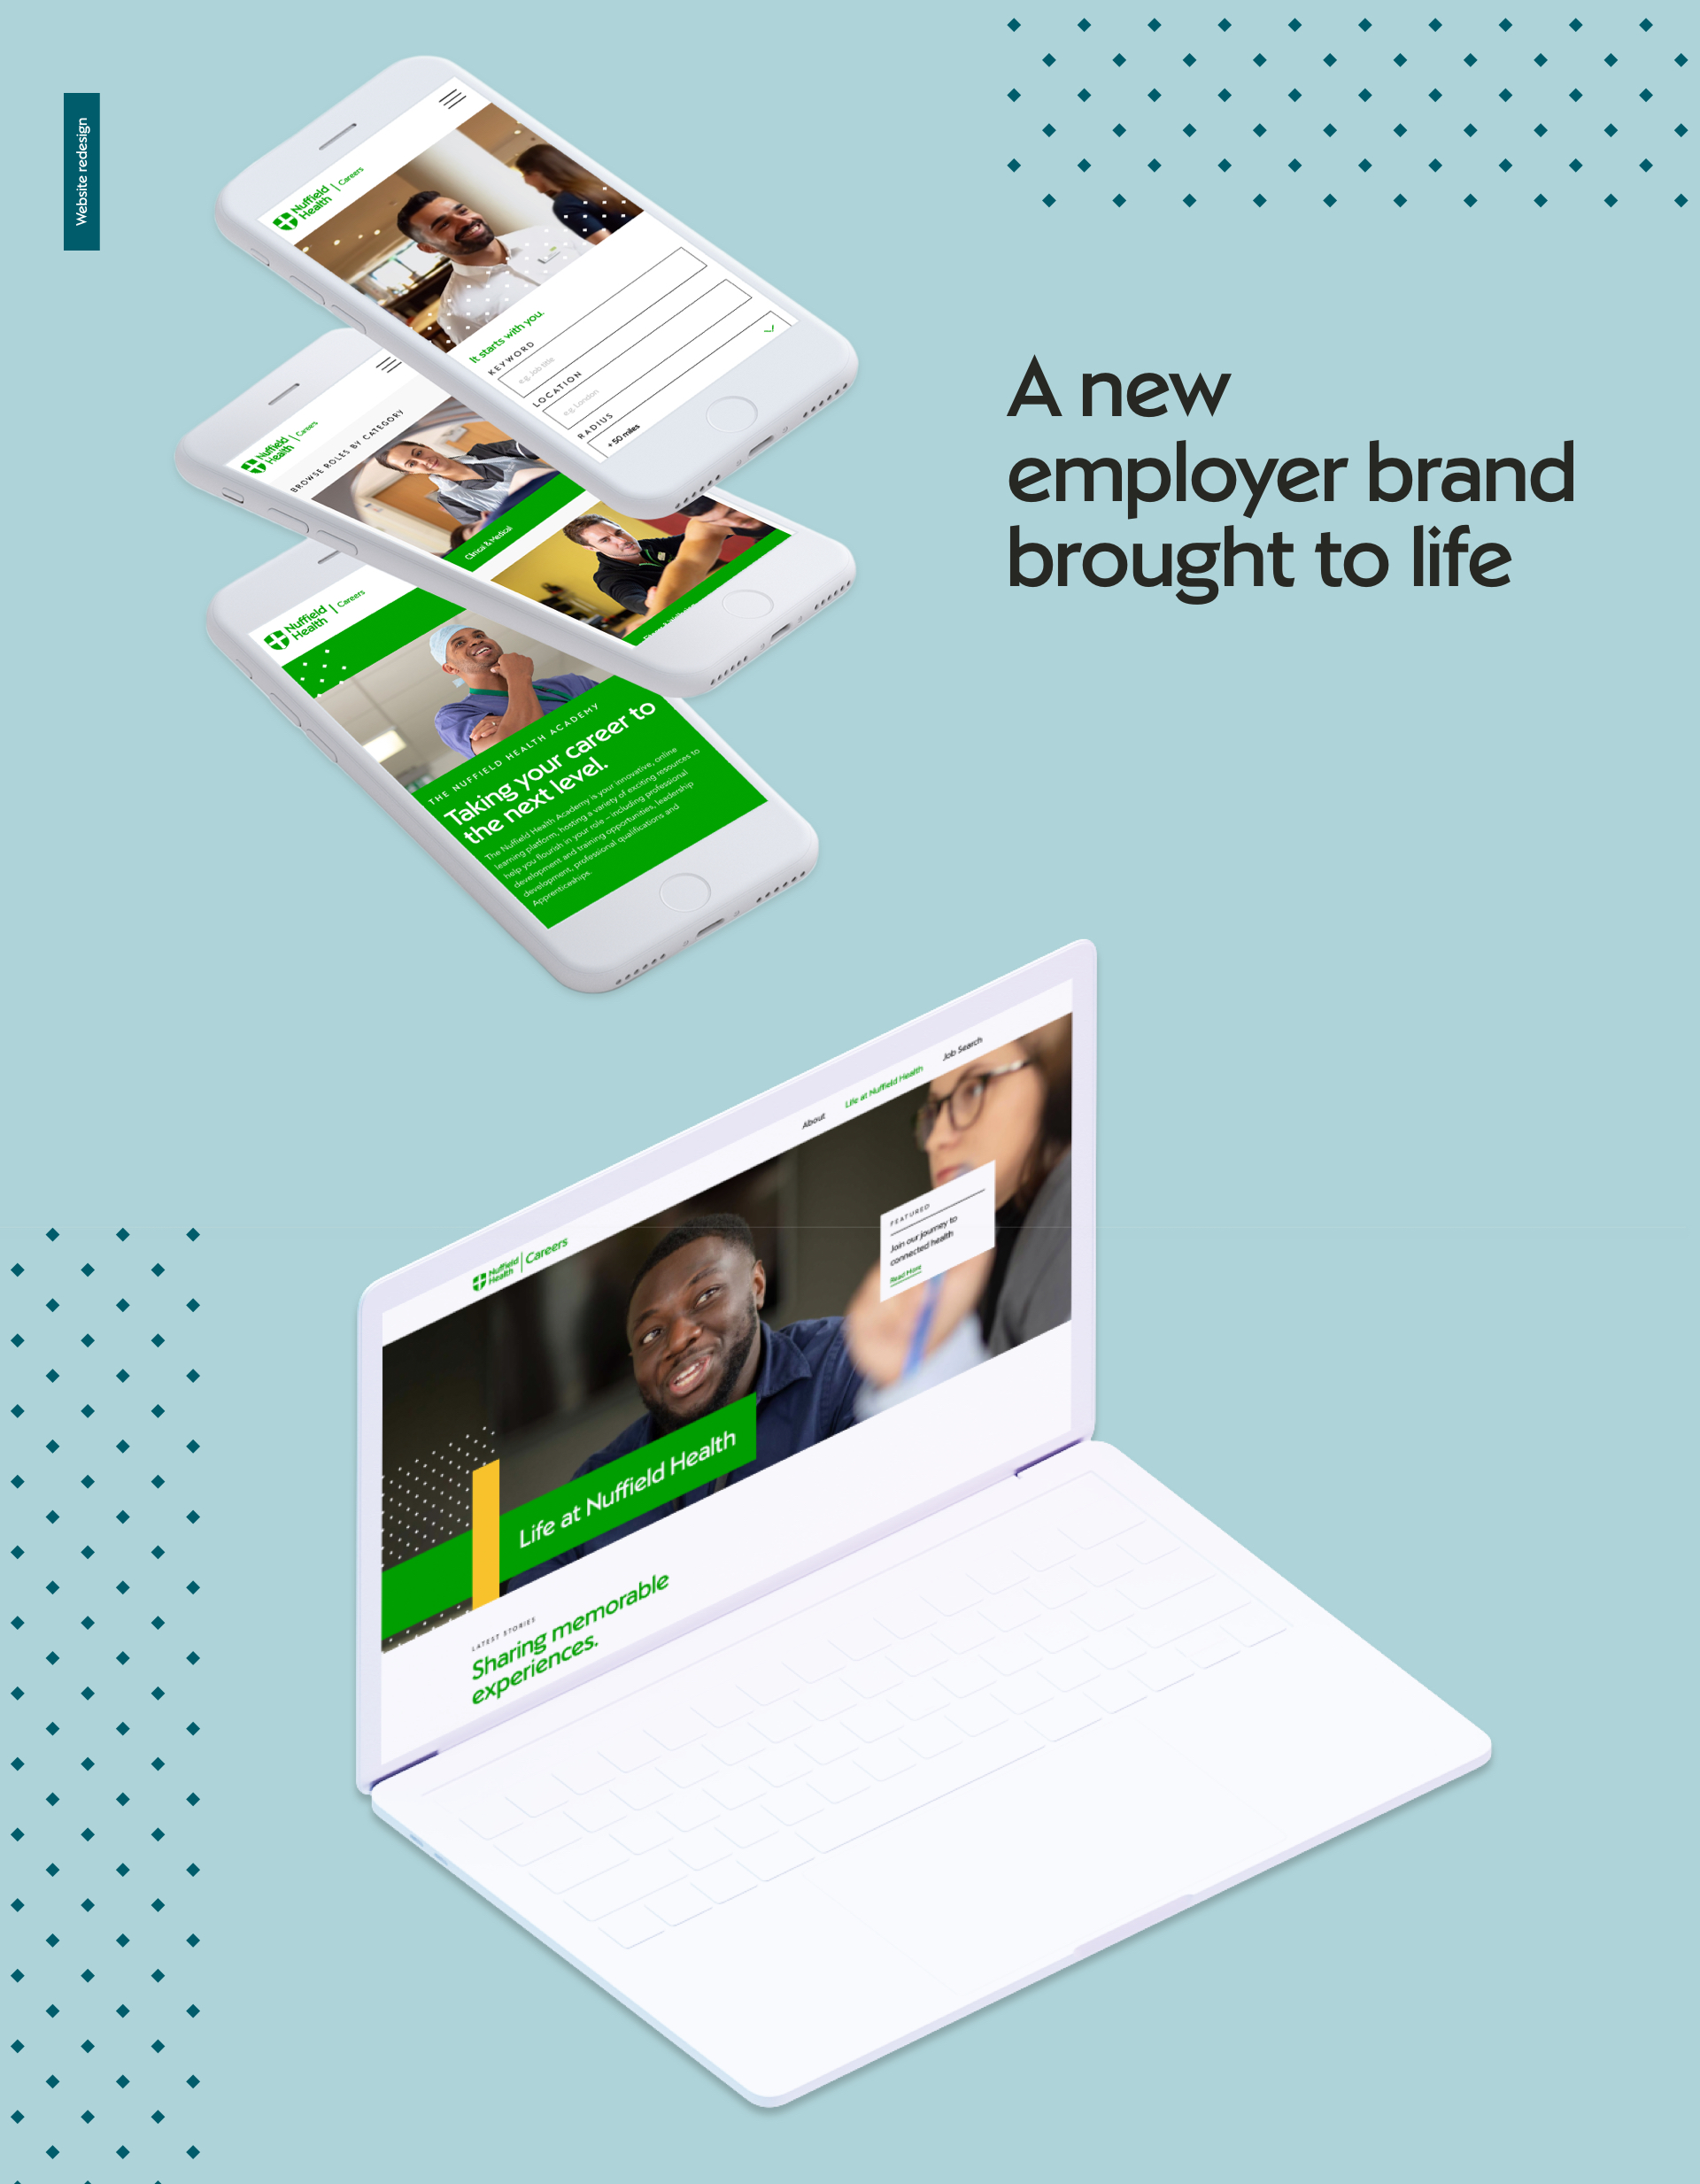 Website redesign
A new
employer brand
brought to life
Nuffield
Health
Careers
It starts with you.
KEYWORD
e.g. Job title
LOCATION
e.g. London
RADIUS
+ 50 miles
Nuffield
Health
Careers
BROWSE ROLES BY CATEGORY
Clinical & Medical
Nuffield
Health
Careers
THE NUFFIELD HEALTH ACADEMY
Taking your career to
the next level.
The Nuffield Health Academy is your innovative, online
learning platform, hosting a variety of exciting resources to
help you flourish in your role – including professional
development and training opportunities, leadership
development, professional qualifications and
Apprenticeships.
Nuffield
Health
Careers
About
Life at Nuffield Health
Job Search
FEATURED
Join our journey to
connected health
Read More
Life at Nuffield Health
LATEST STORIES
Sharing memorable
experiences.